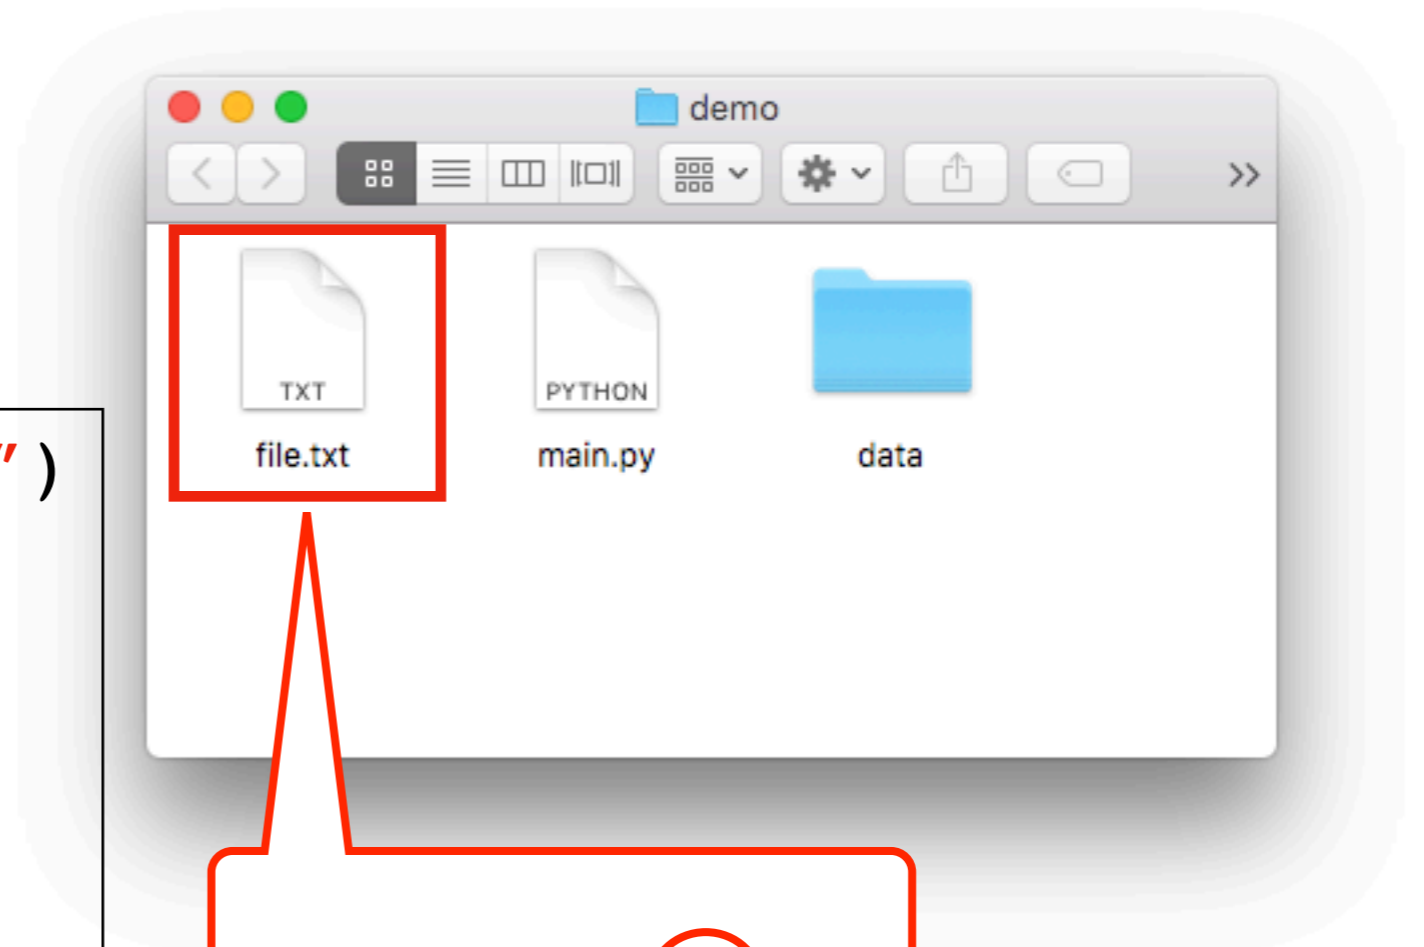 demo
TXT
PYTHON
file.txt
main.py
data
")